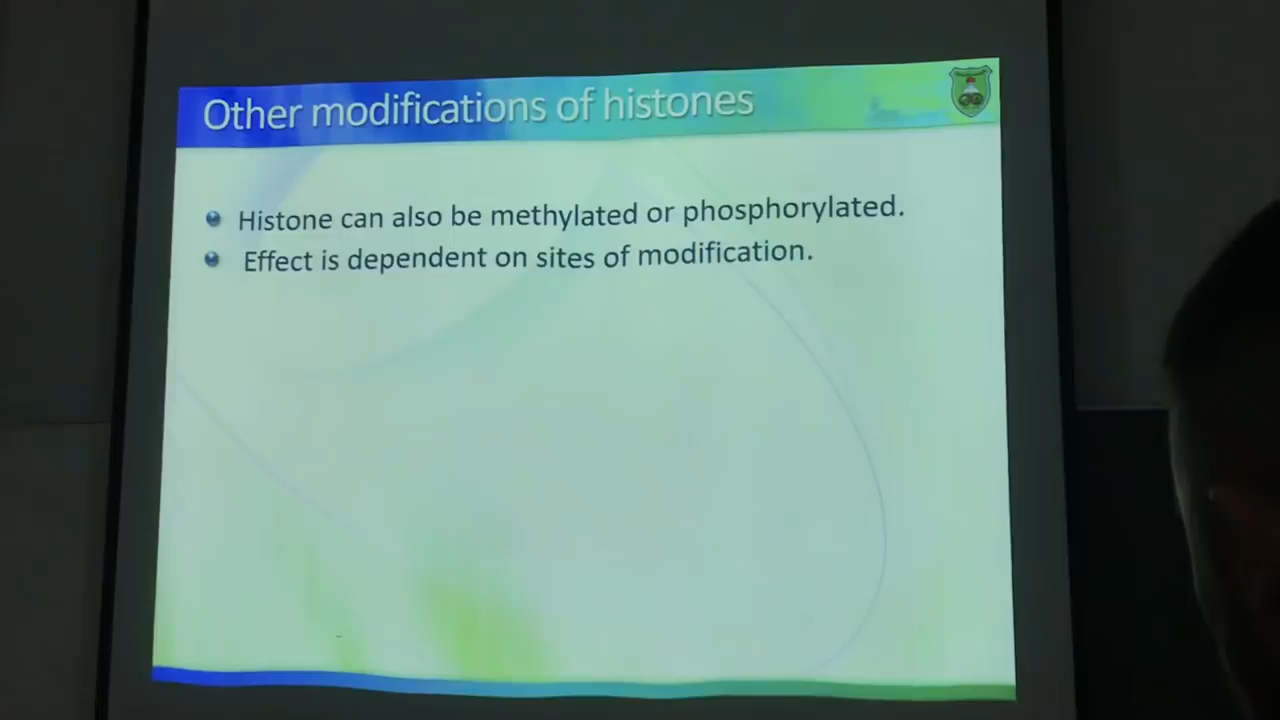 Other modifications of histones
Histone can also be methylated or phosphorylated.
Effect is dependent on sites of modification.